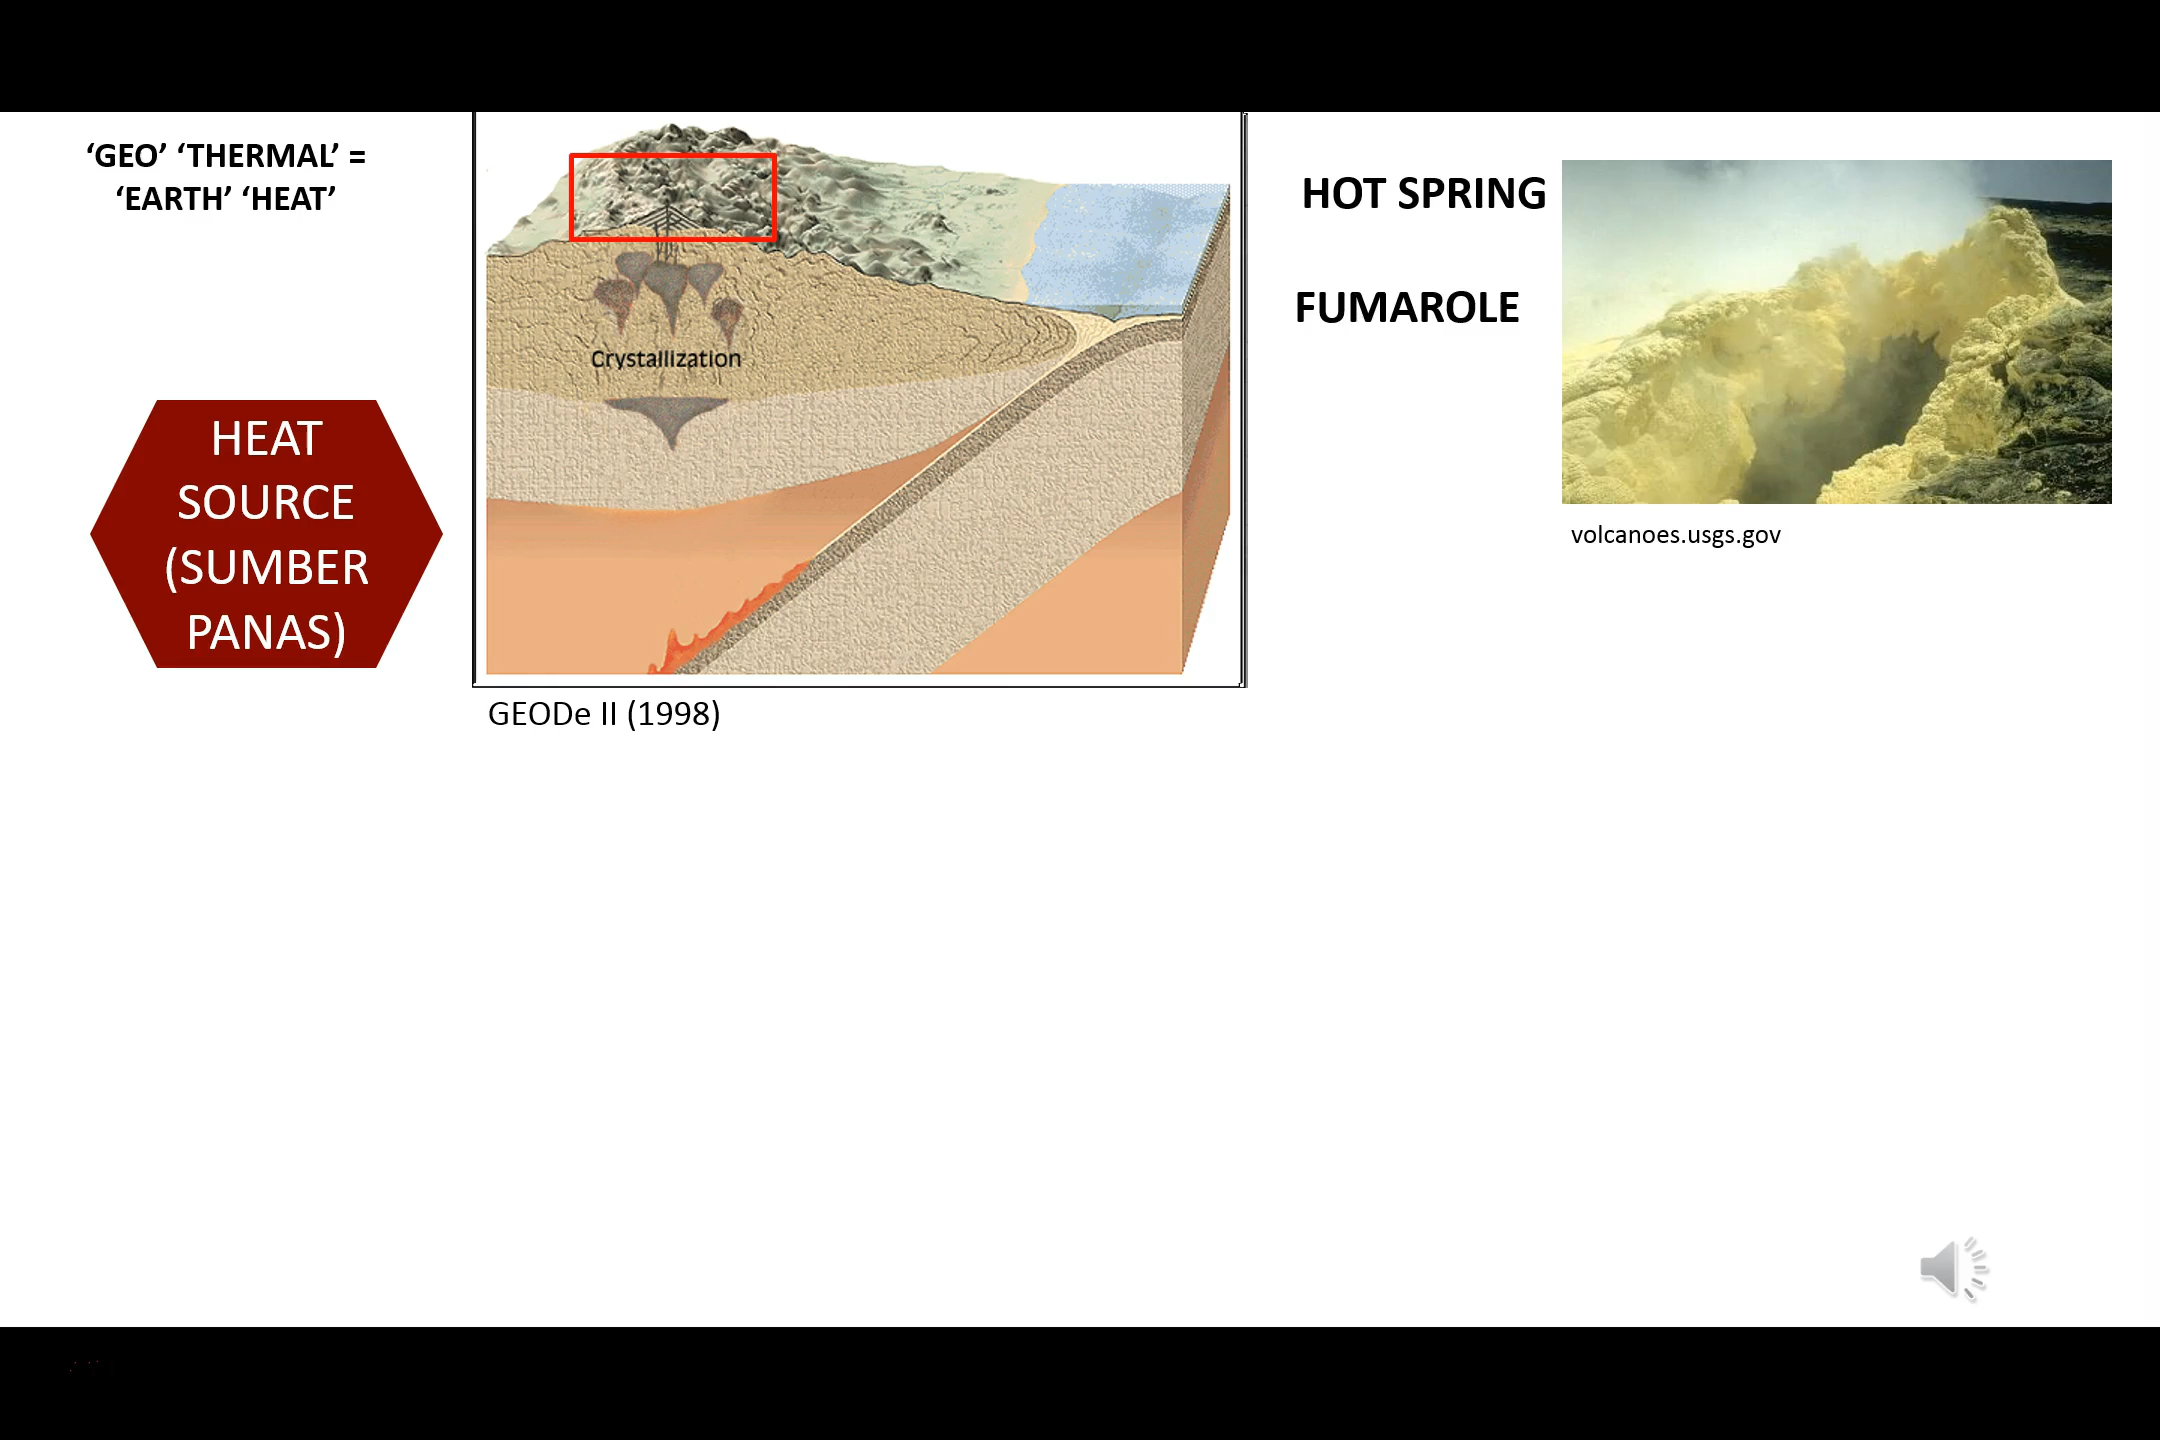 ‘GEO’ ‘THERMAL’ =
‘EARTH’ ‘HEAT’
HEAT
SOURCE
(SUMBER
PANAS)
Crystallization
GEODe II (1998)
HOT SPRING
FUMAROLE
volcanoes.usgs.gov